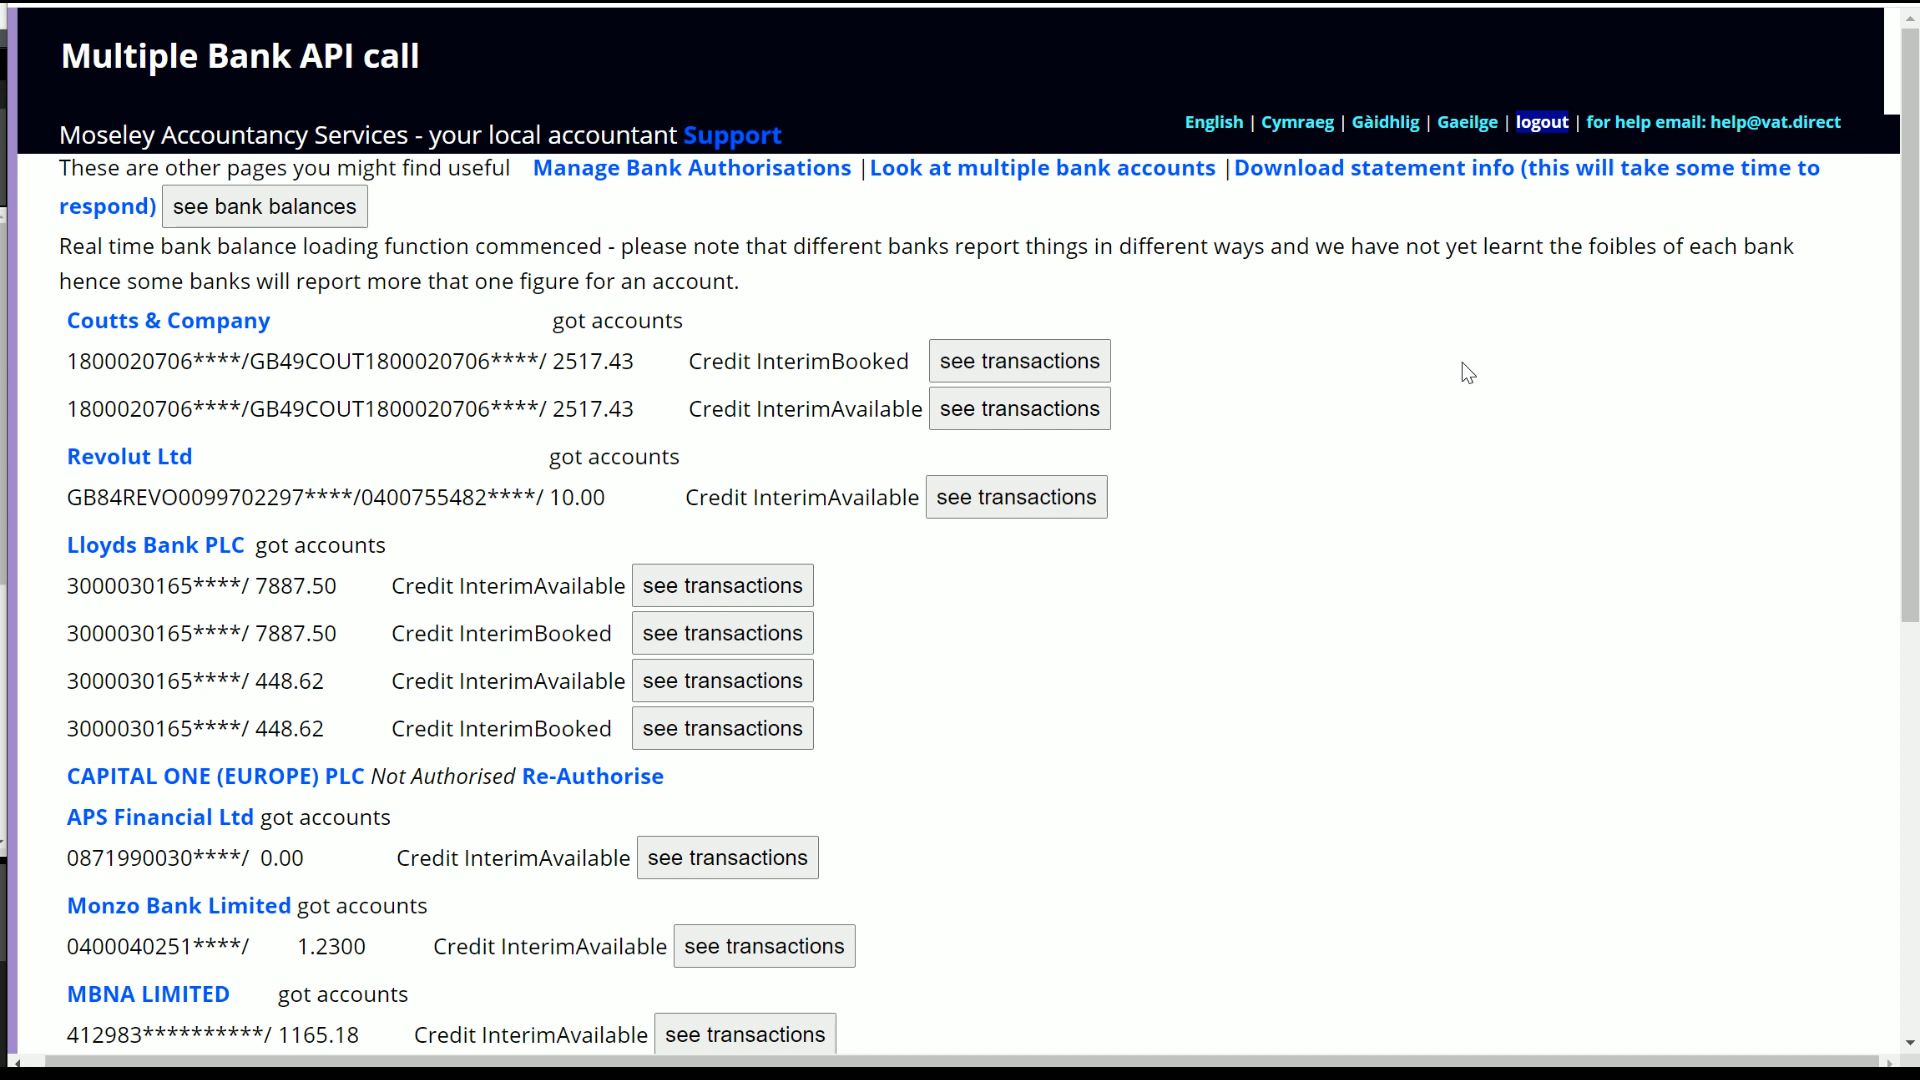 Multiple Bank API call
Moseley Accountancy Services - your local accountant Support
English | Cymraeg | Gàidhlig | Gaeilge | logout | for help email: help@vat.direct
These are other pages you might find useful Manage Bank Authorisations |Look at multiple bank accounts |Download statement info (this will take some time to
respond) see bank balances
Real time bank balance loading function commenced - please note that different banks report things in different ways and we have not yet learnt the foibles of each bank
hence some banks will report more that one figure for an account.
Coutts & Company got accounts
1800020706****/GB49COUT1800020706****/ 2517.43 Credit InterimBooked see transactions
1800020706****/GB49COUT1800020706****/ 2517.43 Credit InterimAvailable see transactions
Revolut Ltd got accounts
GB84REVO0099702297****/0400755482****/ 10.00 Credit InterimAvailable see transactions
Lloyds Bank PLC got accounts
3000030165****/ 7887.50 Credit InterimAvailable see transactions
3000030165****/ 7887.50 Credit InterimBooked see transactions
3000030165****/ 448.62 Credit InterimAvailable see transactions
3000030165****/ 448.62 Credit InterimBooked see transactions
CAPITAL ONE (EUROPE) PLC Not Authorised Re-Authorise
APS Financial Ltd got accounts
0871990030****/ 0.00 Credit InterimAvailable see transactions
Monzo Bank Limited got accounts
0400040251****/ 1.2300 Credit InterimAvailable see transactions
MBNA LIMITED got accounts
412983**********/ 1165.18 Credit InterimAvailable see transactions